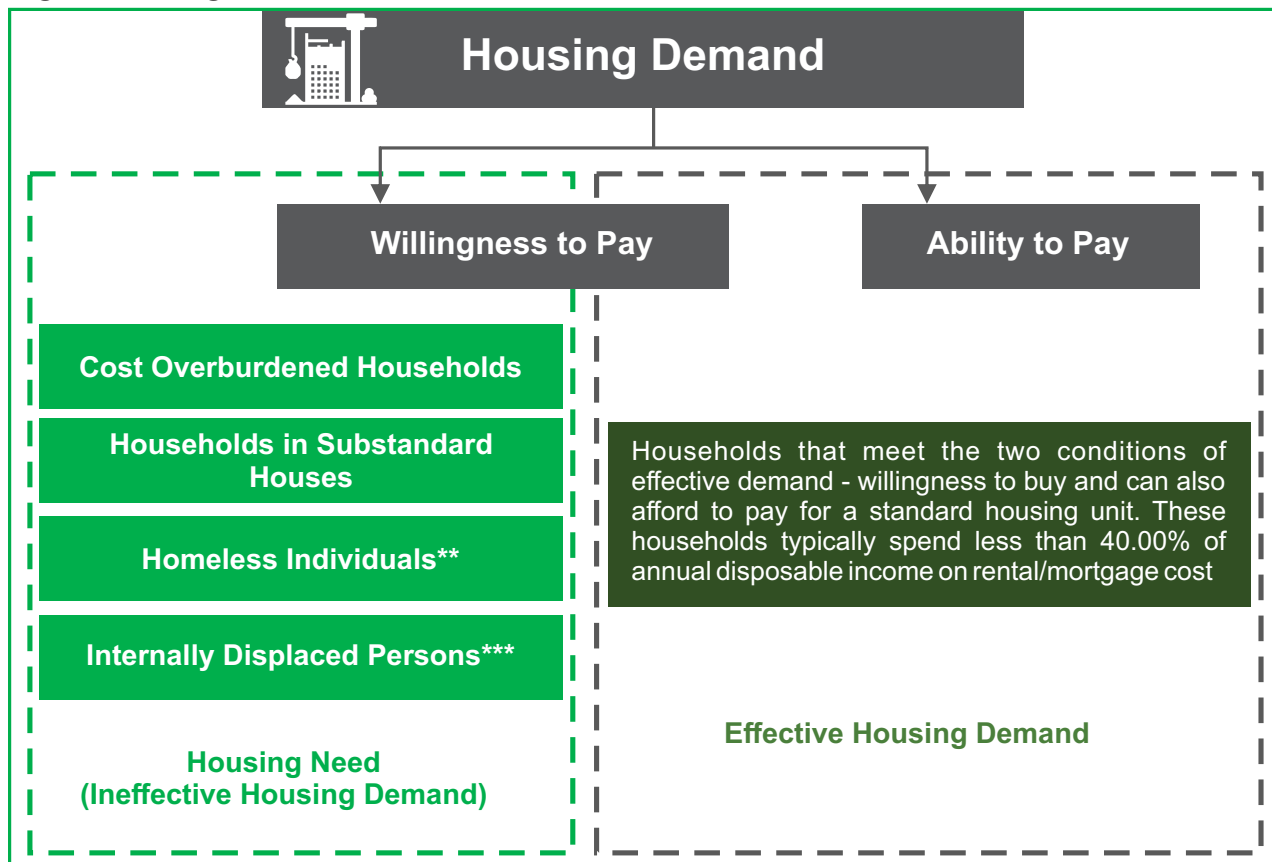 Housing Demand
Willingness to Pay
Ability to Pay
Cost Overburdened Households
Households in Substandard
Houses
Homeless Individuals**
Internally Displaced Persons***
Housing Need
(Ineffective Housing Demand)
Households that meet the two conditions of
effective demand - willingness to buy and can also
afford to pay for a standard housing unit. These
households typically spend less than 40.00% of
annual disposable income on rental/mortgage cost
Effective Housing Demand